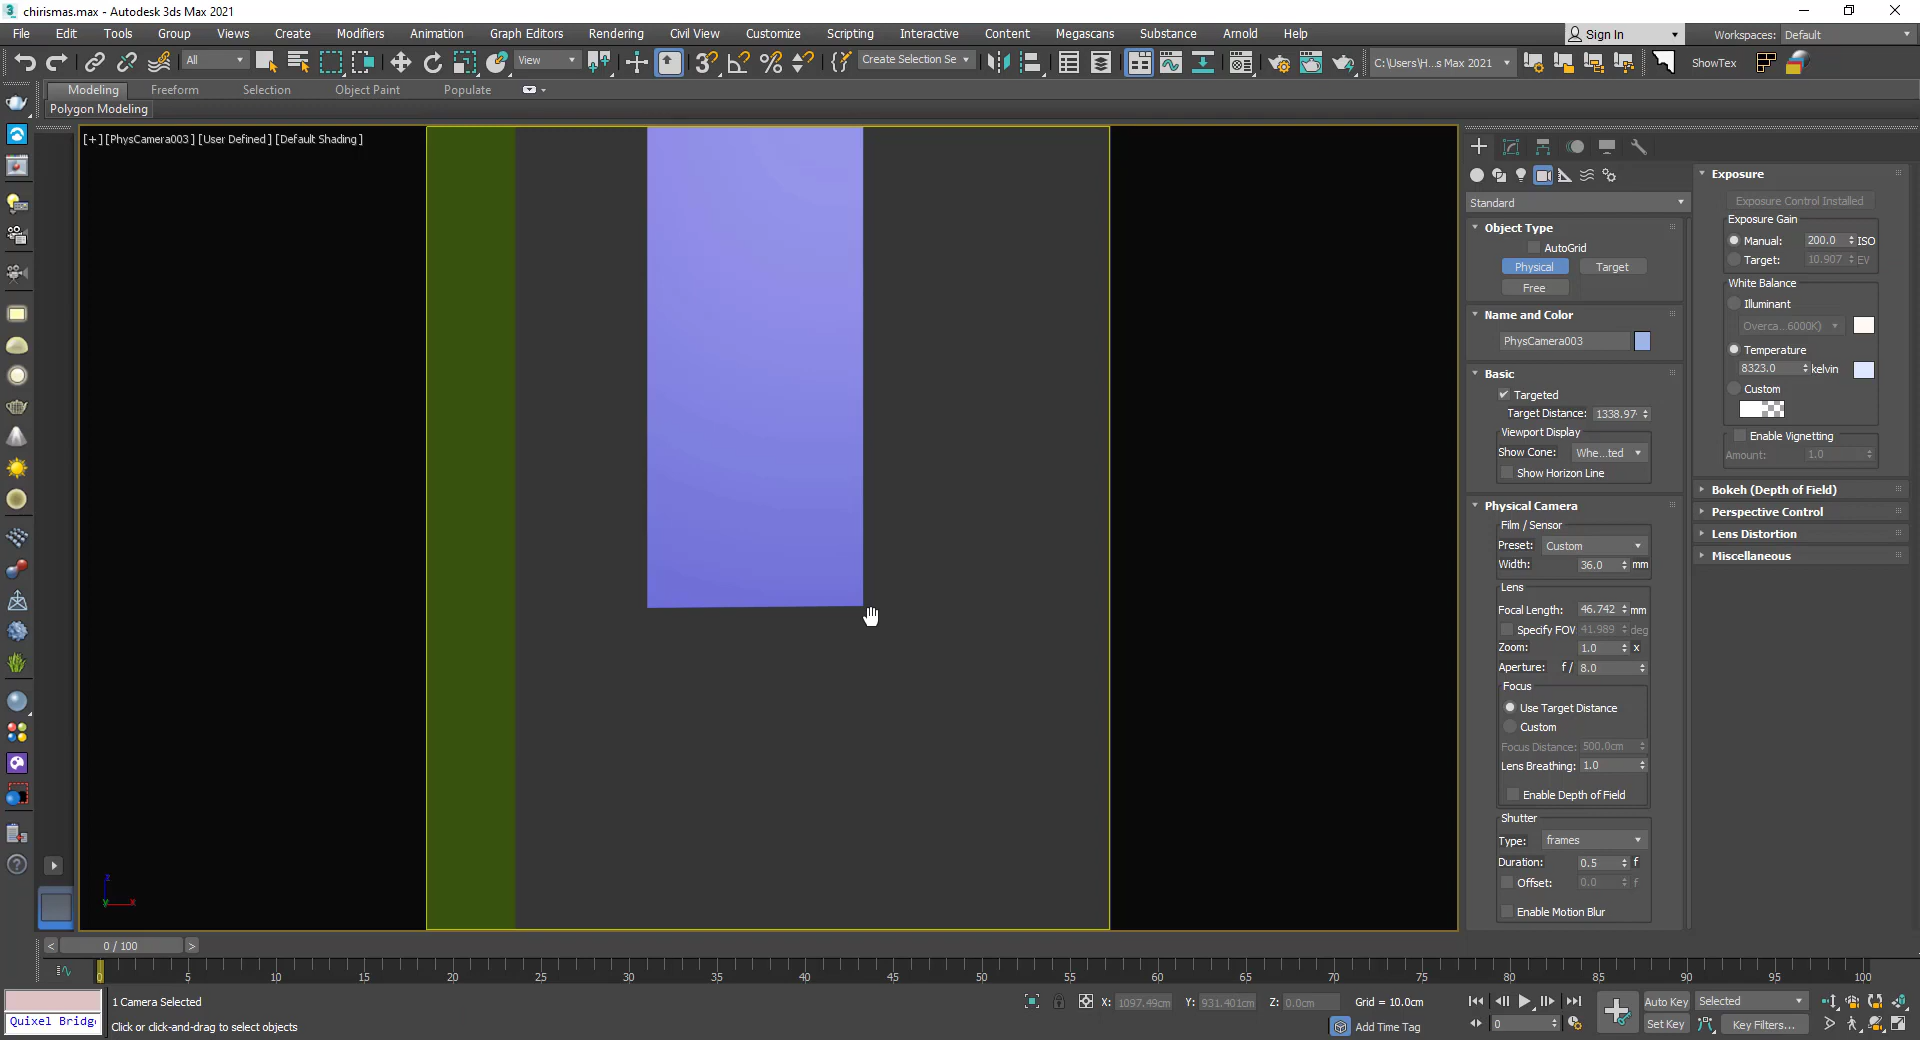 chirismas.max - Autodesk 3ds Max 2021
File Edit Tools Group Views Create Modifiers Animation Graph Editors Rendering Civil View Customize Scripting Interactive Content Megascans Substance Arnold Help Sign In Workspaces: Default
All View Create Selection Se C:\Users\H...s Max 2021 ShowTex
Modeling Freeform Selection Object Paint Populate
Polygon Modeling
[+] [PhysCamera003] [User Defined] [Default Shading]
Standard
Object Type
AutoGrid
Physical Target
Free
Name and Color
PhysCamera003
Basic
Targeted
Target Distance: 1338.97
Viewport Display
Show Cone: Whe...ted
Show Horizon Line
Physical Camera
Film / Sensor
Preset: Custom
Width: 36.0 mm
Lens
Focal Length: 46.742 mm
Specify FOV 41.989 deg
Zoom: 1.0 x
Aperture: f / 8.0
Focus
Use Target Distance
Custom
Focus Distance: 500.0cm
Lens Breathing: 1.0
Enable Depth of Field
Shutter
Type: frames
Duration: 0.5 f
Offset: 0.0 f
Enable Motion Blur
Exposure
Exposure Control Installed
Exposure Gain
Manual: 200.0 ISO
Target: 10.907 EV
White Balance
Illuminant
Overca...6000K)
Temperature
8323.0 kelvin
Custom
Enable Vignetting
Amount: 1.0
Bokeh (Depth of Field)
Perspective Control
Lens Distortion
Miscellaneous
z
y x
< 0 / 100 >
0 5 10 15 20 25 30 35 40 45 50 55 60 65 70 75 80 85 90 95 100
1 Camera Selected X: 1097.49cm Y: 931.401cm Z: 0.0cm Grid = 10.0cm Auto Key Selected
Quixel Bridg Click or click-and-drag to select objects Add Time Tag 0 Set Key Key Filters...